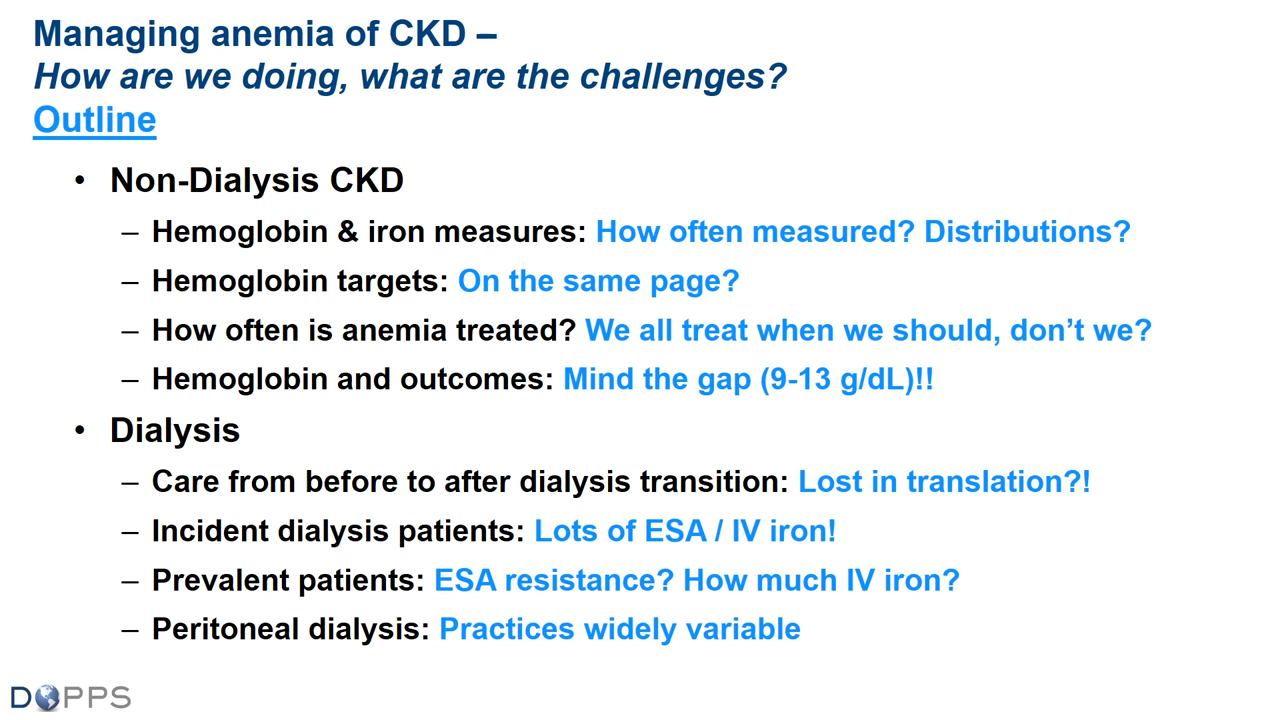 Managing anemia of CKD –
How are we doing, what are the challenges?
Outline
• Non-Dialysis CKD
– Hemoglobin & iron measures: How often measured? Distributions?
– Hemoglobin targets: On the same page?
– How often is anemia treated? We all treat when we should, don’t we?
– Hemoglobin and outcomes: Mind the gap (9-13 g/dL)!!
• Dialysis
– Care from before to after dialysis transition: Lost in translation?!
– Incident dialysis patients: Lots of ESA / IV iron!
– Prevalent patients: ESA resistance? How much IV iron?
– Peritoneal dialysis: Practices widely variable
DOPPS